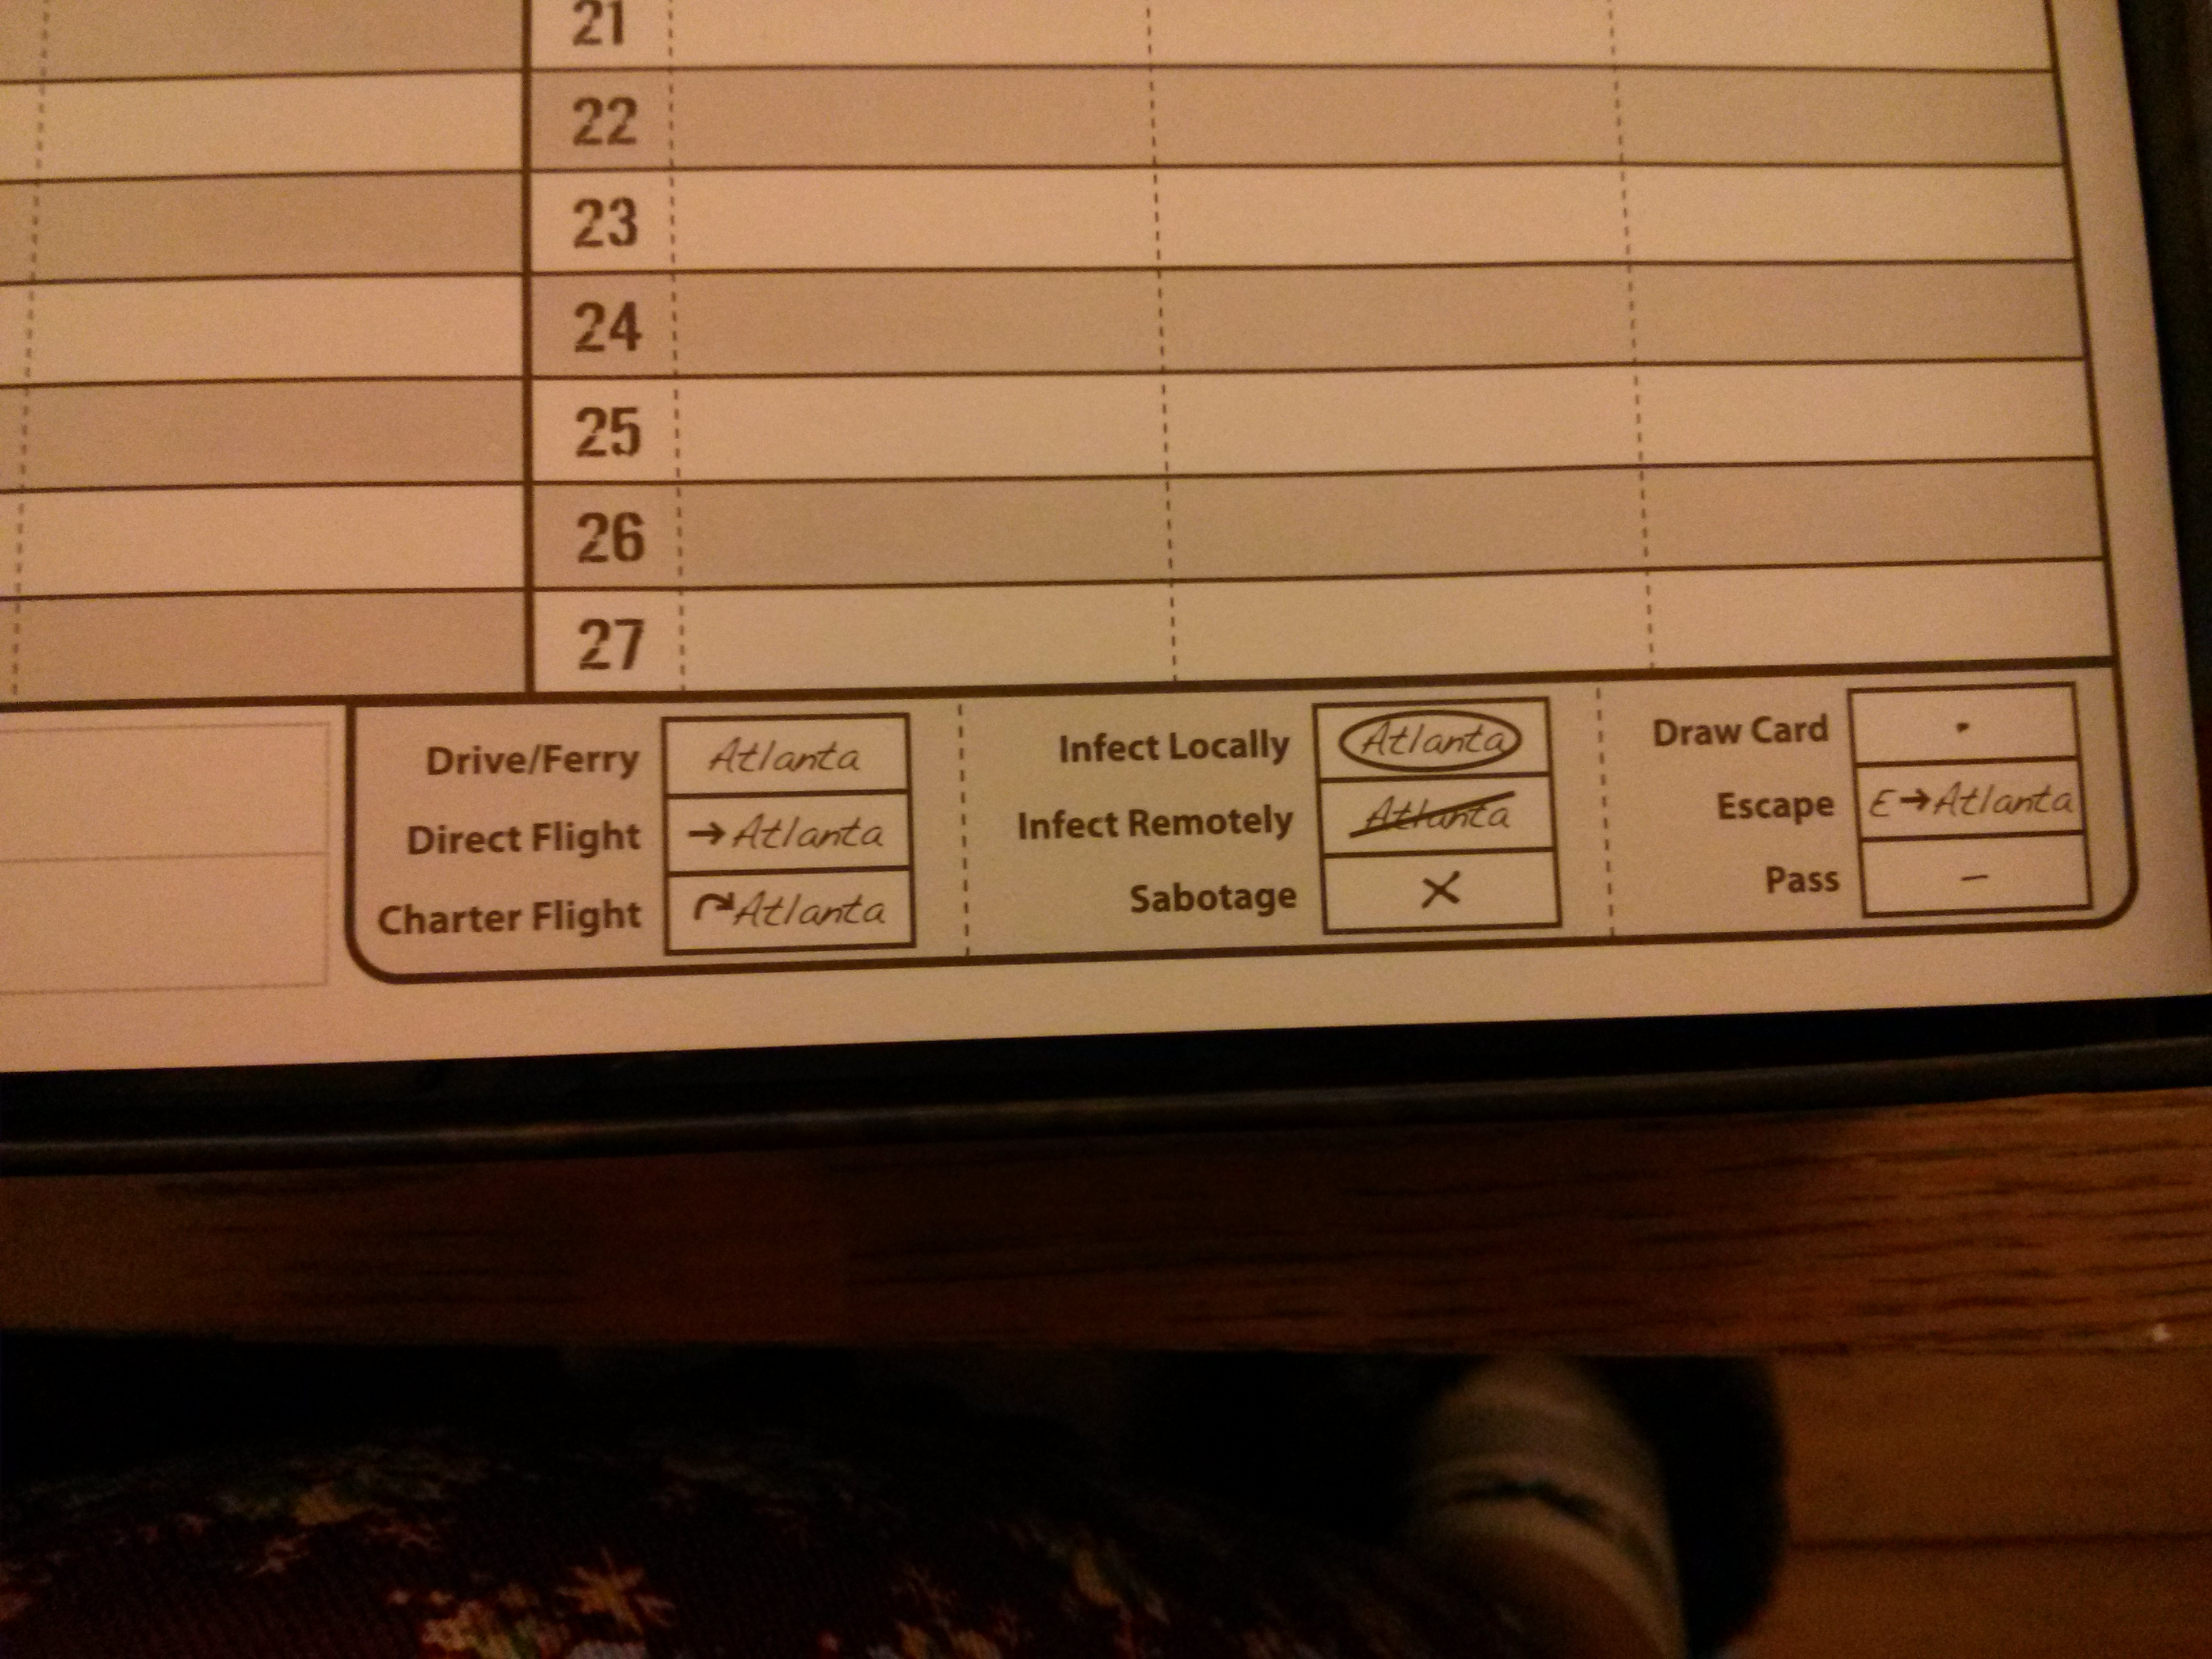 21
22
23
24
25
26
27
Drive/Ferry Atlanta
Direct Flight →Atlanta
Charter Flight ↷Atlanta
Infect Locally Atlanta
Infect Remotely Atlanta
Sabotage X
Draw Card •
Escape E→Atlanta
Pass –